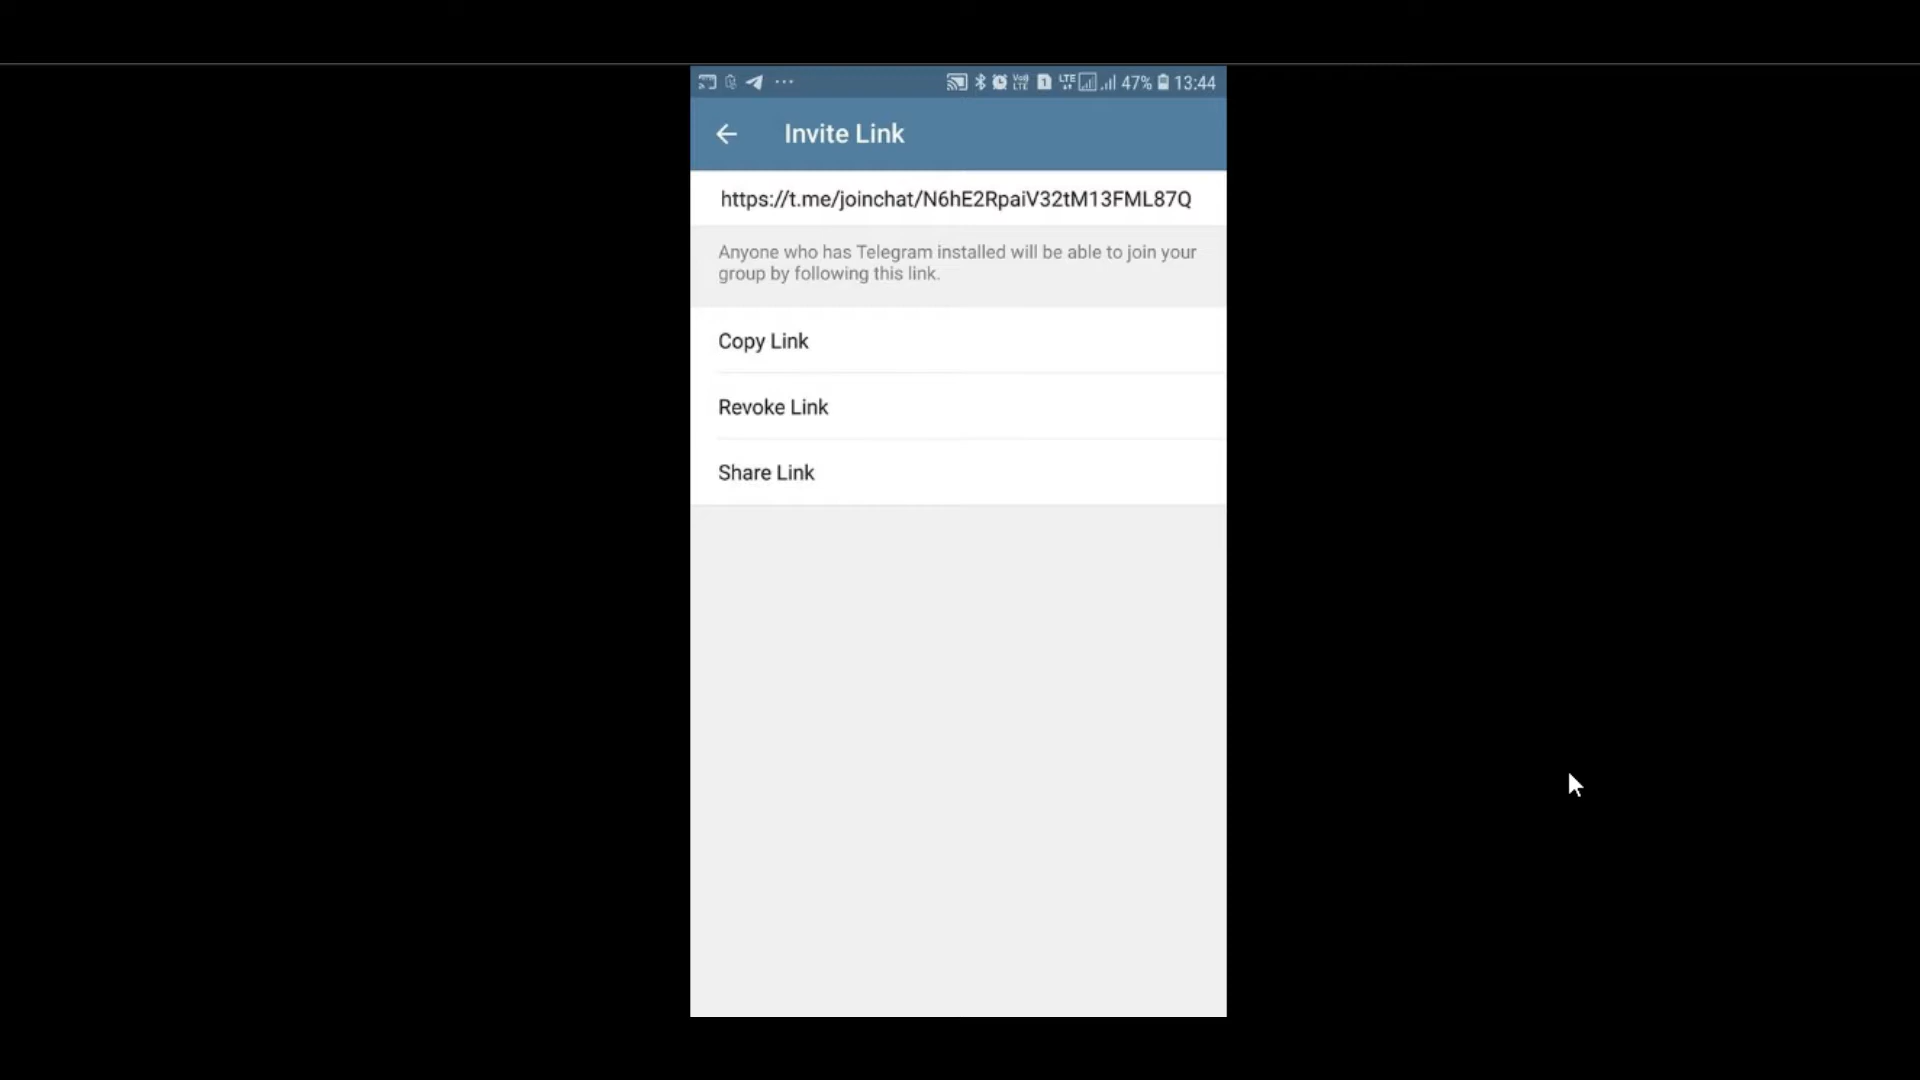 47% 13:44
Invite Link
https://t.me/joinchat/N6hE2RpaiV32tM13FML87Q
Anyone who has Telegram installed will be able to join your
group by following this link.
Copy Link
Revoke Link
Share Link